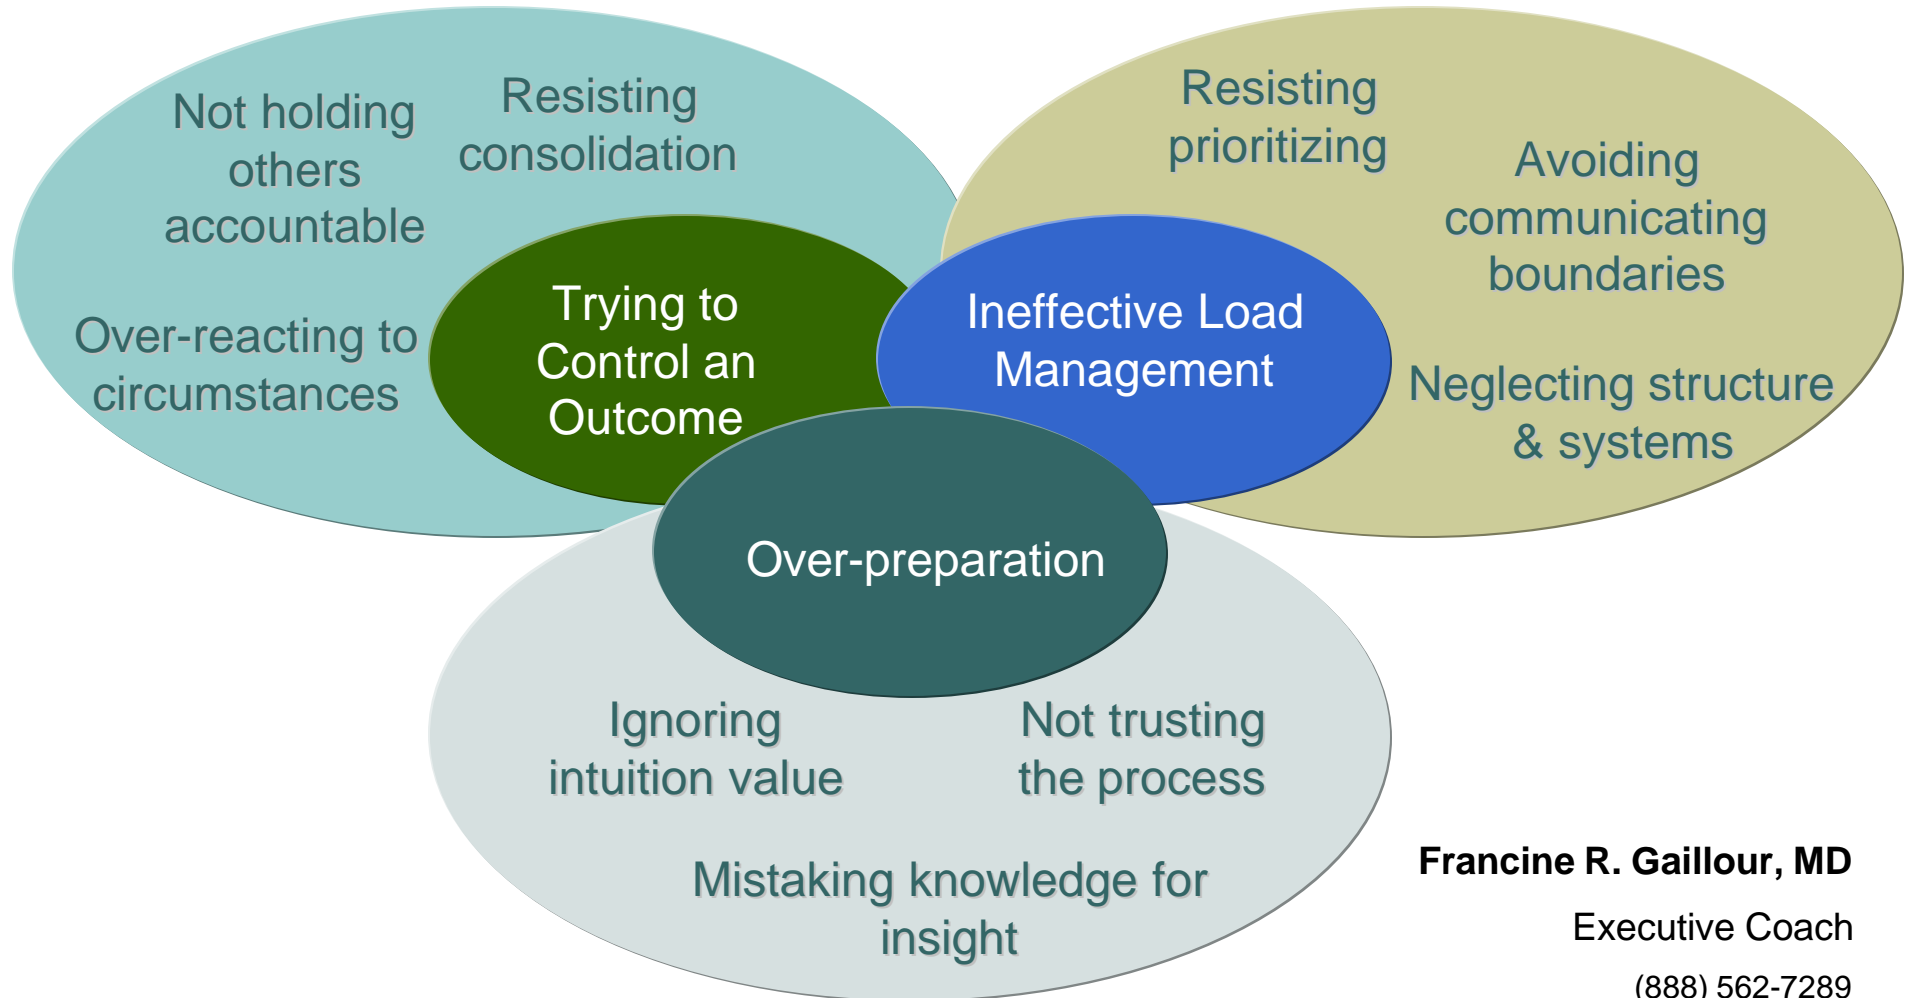 Not holding
others
accountable
Resisting
consolidation
Over-reacting to
circumstances
Trying to
Control an
Outcome
Resisting
prioritizing
Avoiding
communicating
boundaries
Neglecting structure
& systems
Ineffective Load
Management
Over-preparation
Ignoring
intuition value
Not trusting
the process
Mistaking knowledge for
insight
Francine R. Gaillour, MD
Executive Coach
(888) 562-7289